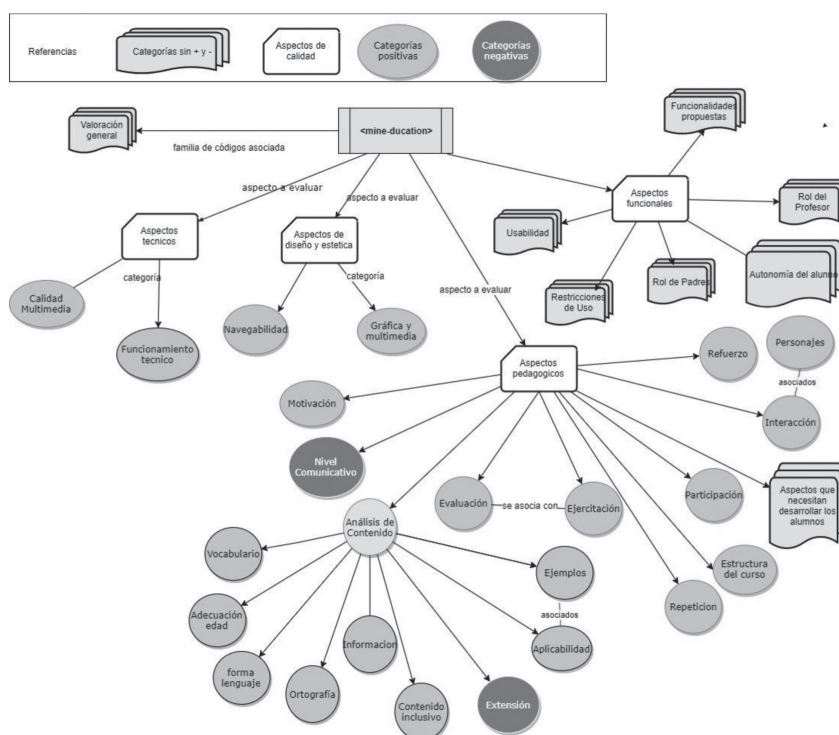 Referencias
Categorías sin + y -
Aspectos de
calidad
Categorías
positivas
Categorías
negativas
Valoración
general
<mine-ducation>
Funcionalidades
propuestas
familia de códigos asociada
aspecto a evaluar
aspecto a evaluar
Aspectos
funcionales
Rol del
Profesor
Aspectos
tecnicos
Aspectos de
diseño y estetica
Usabilidad
categoría
categoría
aspecto a evaluar
Restricciones
de Uso
Rol de Padres
Autonomía del alumno
Calidad
Multimedia
Funcionamiento
tecnico
Navegabilidad
Gráfica y
multimedia
Aspectos
pedagogicos
Refuerzo
Personajes
asociados
Interacción
Motivación
Nivel
Comunicativo
Evaluación
se asocia con
Ejercitación
Participación
Aspectos que
necesitan
desarrollar los
alumnos
Análisis de
Contenido
Vocabulario
Ejemplos
Estructura
del curso
Repeticion
Adecuación
edad
asociados
Informacion
Aplicabilidad
forma
lenguaje
Ortografía
Contenido
inclusivo
Extensión